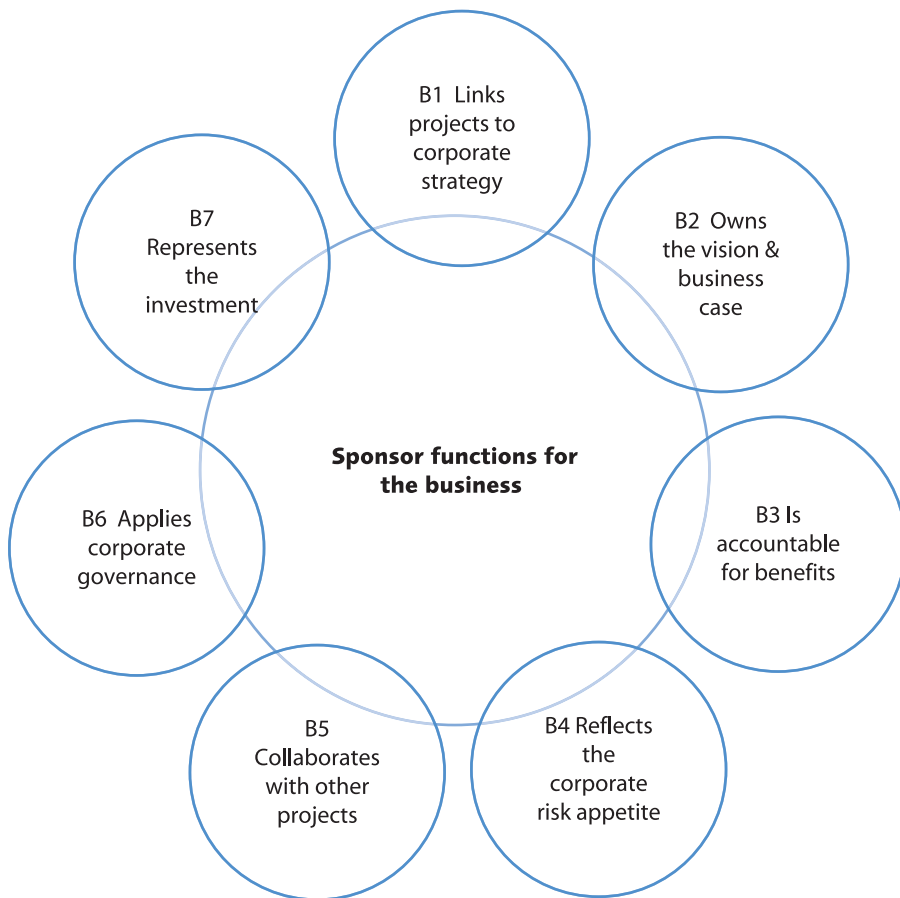 B1 Links
projects to
corporate
strategy
B2 Owns
the vision &
business
case
B3 Is
accountable
for benefits
B4 Reflects
the
corporate
risk appetite
B5
Collaborates
with other
projects
B6 Applies
corporate
governance
B7
Represents
the
investment
Sponsor functions for
the business